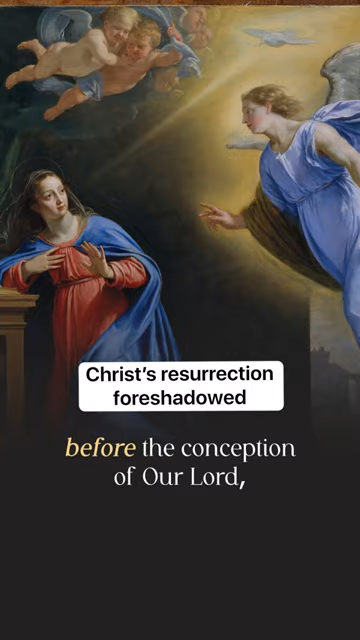 Christ's resurrection
foreshadowed
before the conception
of Our Lord,